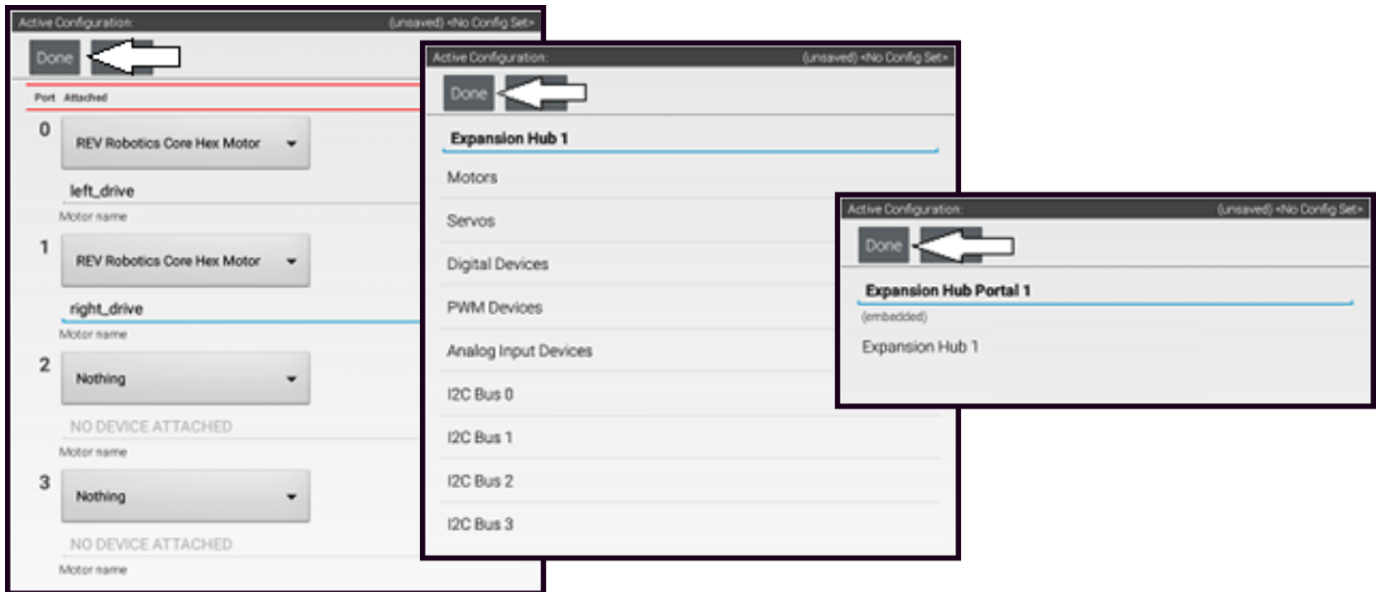 Active Configuration: (unsaved) <No Config Set>
Done
Port Attached
0
REV Robotics Core Hex Motor
left_drive
Motor name
1
REV Robotics Core Hex Motor
right_drive
Motor name
2
Nothing
NO DEVICE ATTACHED
Motor name
3
Nothing
NO DEVICE ATTACHED
Motor name
Active Configuration: (unsaved) <No Config Set>
Done
Expansion Hub 1
Motors
Servos
Digital Devices
PWM Devices
Analog Input Devices
I2C Bus 0
I2C Bus 1
I2C Bus 2
I2C Bus 3
Active Configuration: (unsaved) <No Config Set>
Done
Expansion Hub Portal 1
(embedded)
Expansion Hub 1